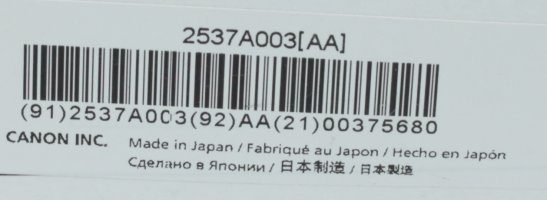 2537A003[AA]
(91)2537A003(92)AA(21)00375680
CANON INC. Made in Japan / Fabriqué au Japon / Hecho en Japón
Сделано в Японии / 日本制造 / 日本製造